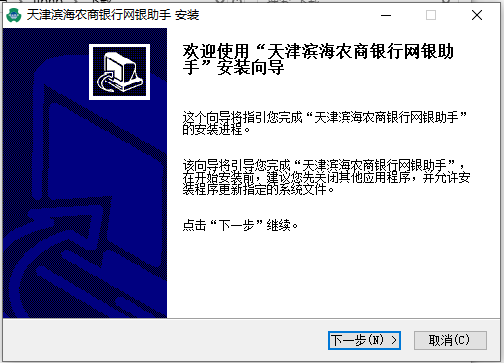 天津滨海农商银行网银助手 安装
欢迎使用“天津滨海农商银行网银助
手”安装向导
这个向导将指引您完成“天津滨海农商银行网银助手”
的安装进程。
该向导将引导您完成“天津滨海农商银行网银助手”,
在开始安装前，建议您先关闭其他应用程序，并允许安
装程序更新指定的系统文件。
点击“下一步”继续。
下一步(N) >
取消(C)